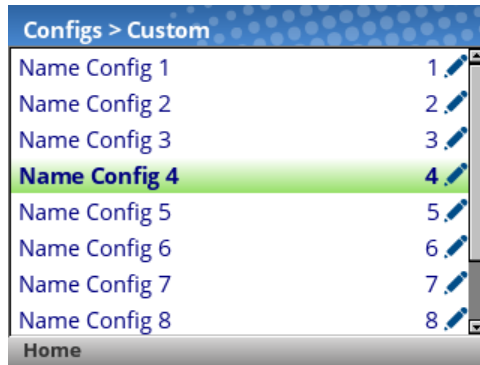 Configs > Custom
Name Config 1 1
Name Config 2 2
Name Config 3 3
Name Config 4 4
Name Config 5 5
Name Config 6 6
Name Config 7 7
Name Config 8 8
Home